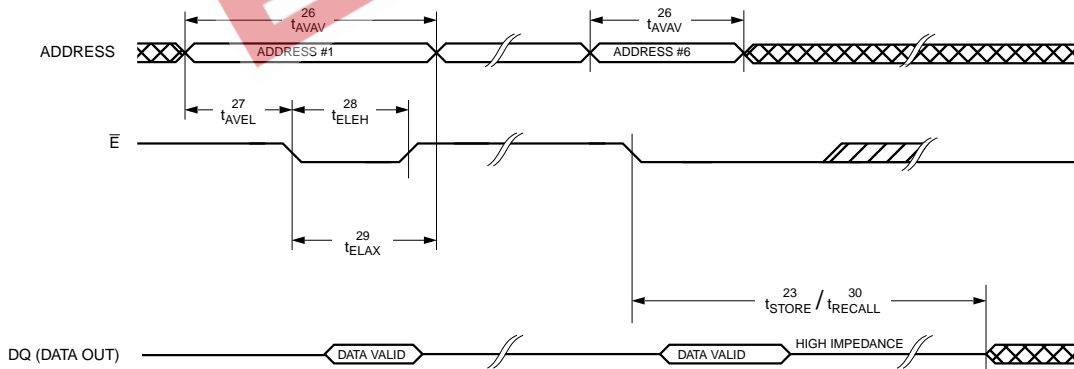 26 26
tAVAV tAVAV
ADDRESS ADDRESS #1 ADDRESS #6
27 28
tAVEL tELEH
E̅
29
tELAX
23 30
tSTORE / tRECALL
DQ (DATA OUT) DATA VALID DATA VALID HIGH IMPEDANCE